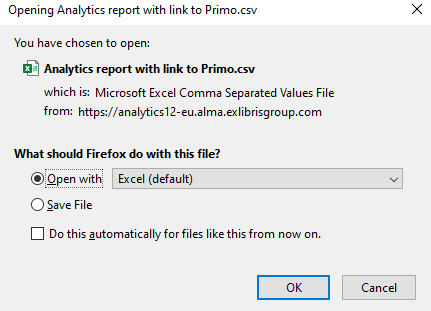 Opening Analytics report with link to Primo.csv
You have chosen to open:
Analytics report with link to Primo.csv
which is: Microsoft Excel Comma Separated Values File
from: https://analytics12-eu.alma.exlibrisgroup.com
What should Firefox do with this file?
Open with Excel (default)
Save File
Do this automatically for files like this from now on.
OK Cancel